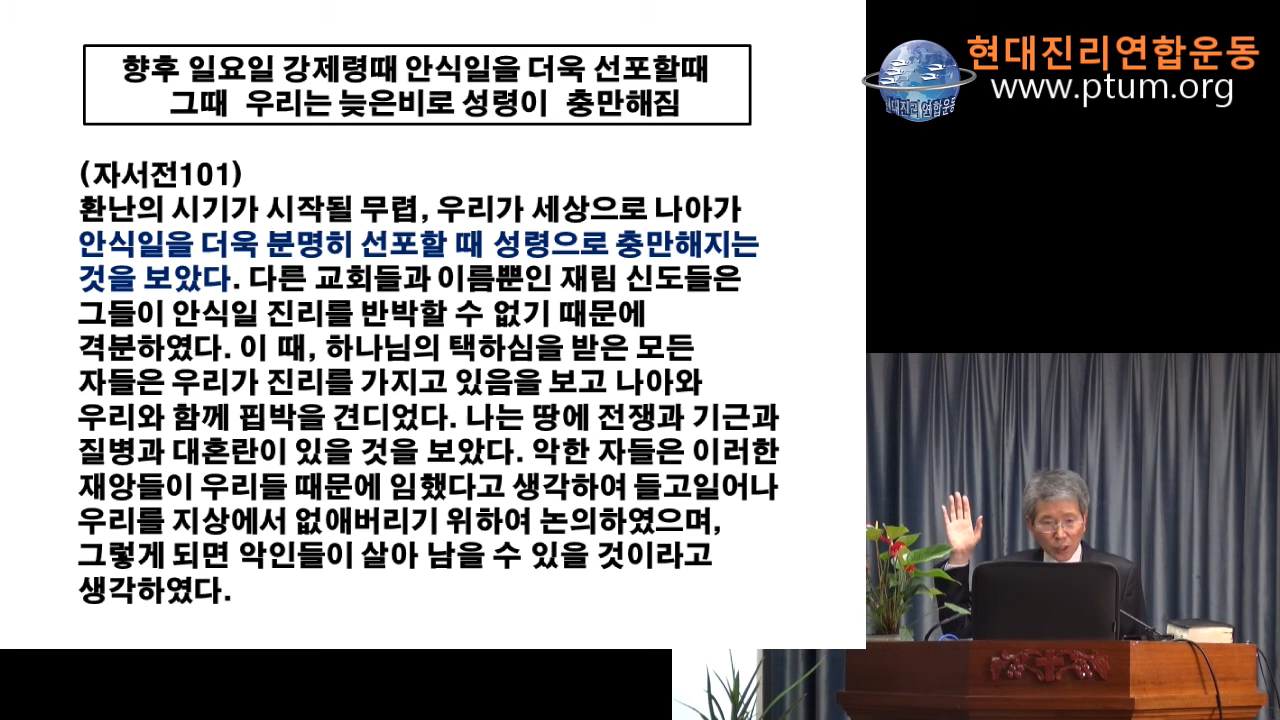 향후 일요일 강제령때 안식일을 더욱 선포할때
그때 우리는 늦은비로 성령이 충만해짐
(자서전101)
환난의 시기가 시작될 무렵, 우리가 세상으로 나아가
안식일을 더욱 분명히 선포할 때 성령으로 충만해지는
것을 보았다. 다른 교회들과 이름뿐인 재림 신도들은
그들이 안식일 진리를 반박할 수 없기 때문에
격분하였다. 이 때, 하나님의 택하심을 받은 모든
자들은 우리가 진리를 가지고 있음을 보고 나아와
우리와 함께 핍박을 견디었다. 나는 땅에 전쟁과 기근과
질병과 대혼란이 있을 것을 보았다. 악한 자들은 이러한
재앙들이 우리들 때문에 임했다고 생각하여 들고일어나
우리를 지상에서 없애버리기 위하여 논의하였으며,
그렇게 되면 악인들이 살아 남을 수 있을 것이라고
생각하였다.
현대진리연합운동
www.ptum.org
현대진리연합운동